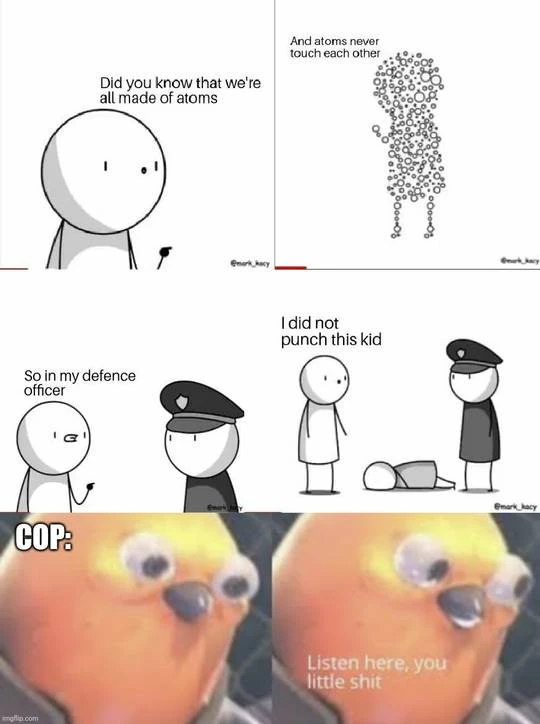 Did you know that we're
all made of atoms
@mark_kacy
And atoms never
touch each other
@mark_kacy
So in my defence
officer
I did not
punch this kid
@mark_kacy
COP:
Listen here, you
little shit
imgflip.com